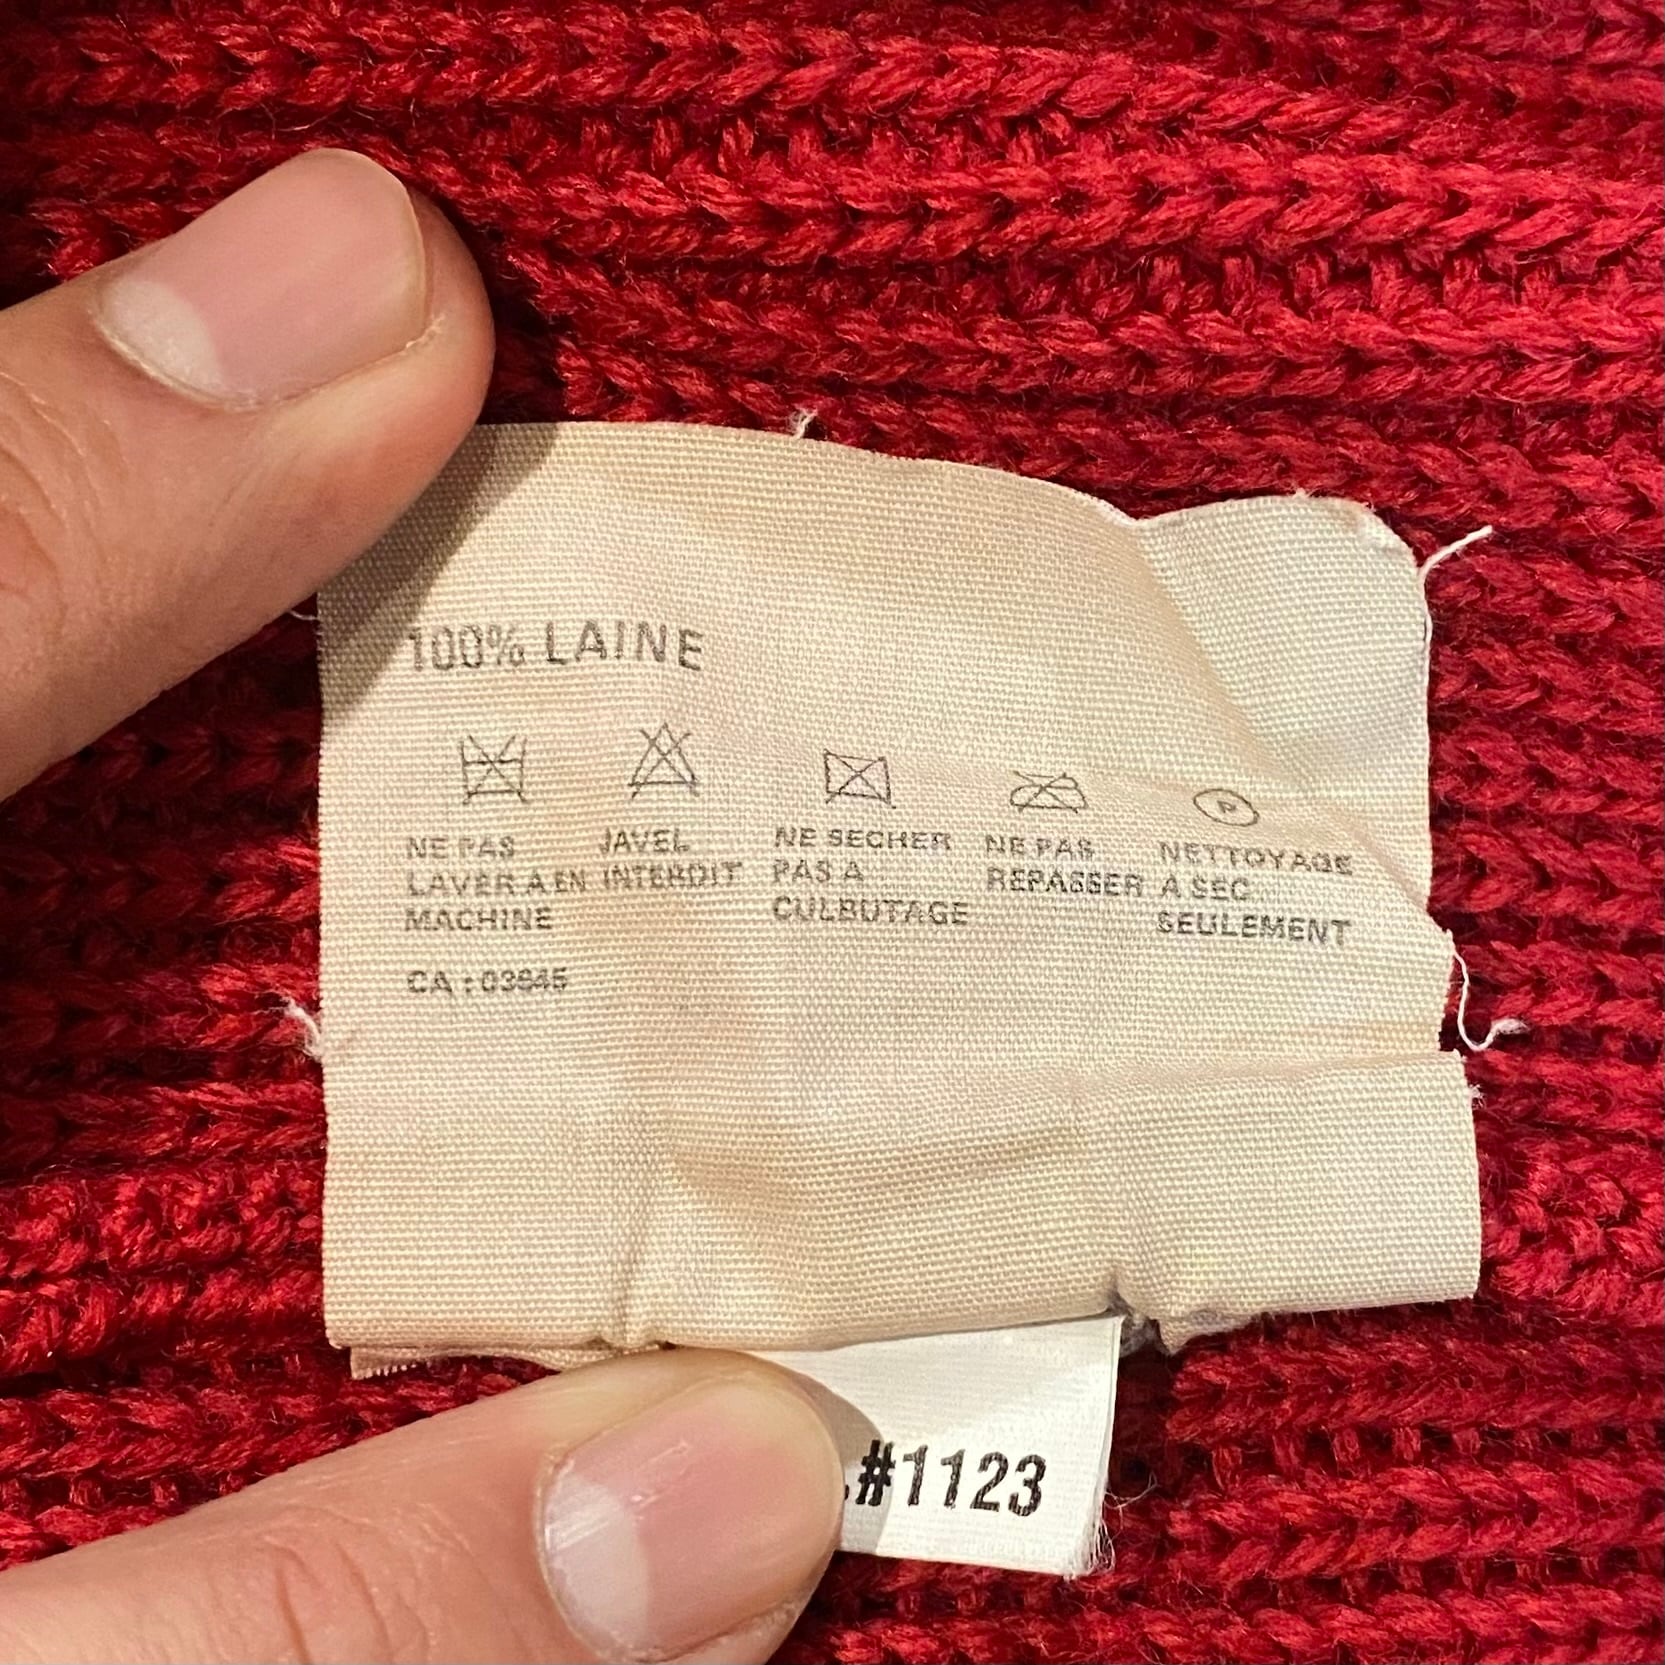 100% LAINE
P
NE PAS
LAVER A EN
MACHINE
JAVEL
INTERDIT
NE SECHER
PAS A
CULBUTAGE
NE PAS
REPASSER
NETTOYAGE
A SEC
SEULEMENT
CA : 03645
#1123